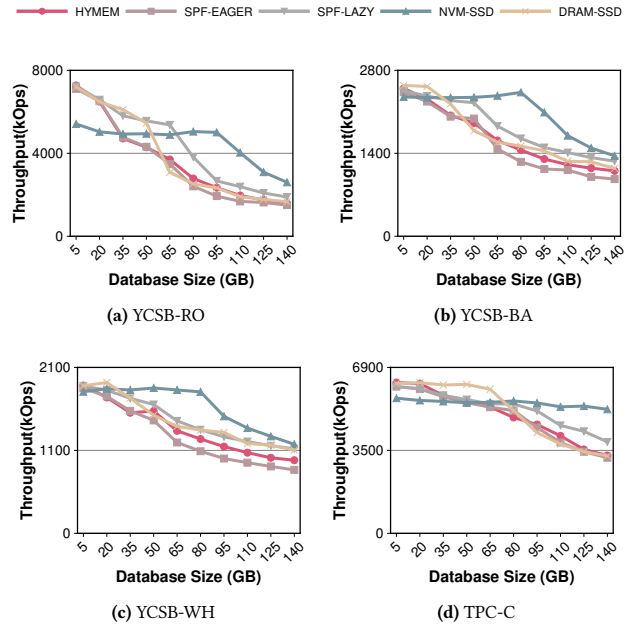 HYMEM SPF-EAGER SPF-LAZY NVM-SSD DRAM-SSD
Throughput(kOps)
8000
4000
0
5 20 35 50 65 80 95 110 125 140
Database Size (GB)
(a) YCSB-RO
Throughput(kOps)
2800
1400
0
5 20 35 50 65 80 95 110 125 140
Database Size (GB)
(b) YCSB-BA
Throughput(kOps)
2100
1100
0
5 20 35 50 65 80 95 110 125 140
Database Size (GB)
(c) YCSB-WH
Throughput(kOps)
6900
3500
0
5 20 35 50 65 80 95 110 125 140
Database Size (GB)
(d) TPC-C